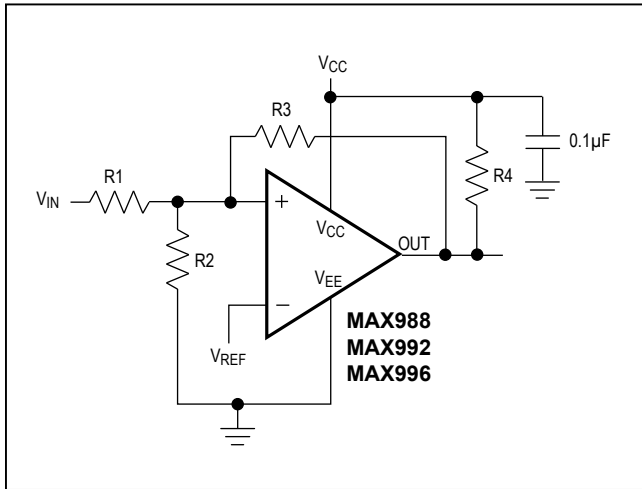 VCC
R3
0.1µF
R1
R4
VIN
+
VCC
OUT
R2
VEE
−
MAX988
VREF
MAX992
MAX996